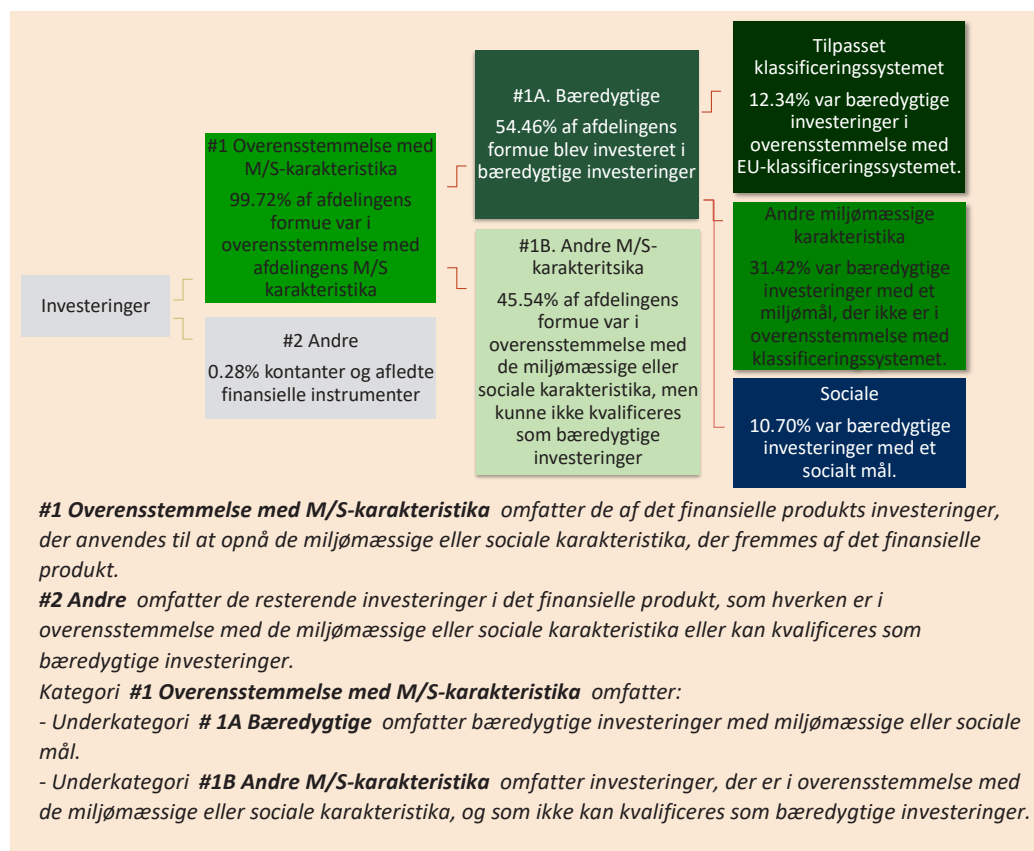 Investeringer
#1 Overensstemmelse med
M/S-karakteristika
99.72% af afdelingens
formue var i
overensstemmelse med
afdelingens M/S
karakteristika
#2 Andre
0.28% kontanter og afledte
finansielle instrumenter
#1A. Bæredygtige
54.46% af afdelingens
formue blev investeret i
bæredygtige investeringer
#1B. Andre M/S-
karakteritsika
45.54% af afdelingens
formue var i
overensstemmelse med
de miljømæssige eller
sociale karakteristika, men
kunne ikke kvalificeres
som bæredygtige
investeringer
Tilpasset
klassificeringssystemet
12.34% var bæredygtige
investeringer i
overensstemmelse med
EU-klassificeringssystemet.
Andre miljømæssige
karakteristika
31.42% var bæredygtige
investeringer med et
miljømål, der ikke er i
overensstemmelse med
klassificeringssystemet.
Sociale
10.70% var bæredygtige
investeringer med et
socialt mål.
#1 Overensstemmelse med M/S-karakteristika omfatter de af det finansielle produkts investeringer,
der anvendes til at opnå de miljømæssige eller sociale karakteristika, der fremmes af det finansielle
produkt.
#2 Andre omfatter de resterende investeringer i det finansielle produkt, som hverken er i
overensstemmelse med de miljømæssige eller sociale karakteristika eller kan kvalificeres som
bæredygtige investeringer.
Kategori #1 Overensstemmelse med M/S-karakteristika omfatter:
- Underkategori # 1A Bæredygtige omfatter bæredygtige investeringer med miljømæssige eller sociale
mål.
- Underkategori #1B Andre M/S-karakteristika omfatter investeringer, der er i overensstemmelse med
de miljømæssige eller sociale karakteristika, og som ikke kan kvalificeres som bæredygtige investeringer.